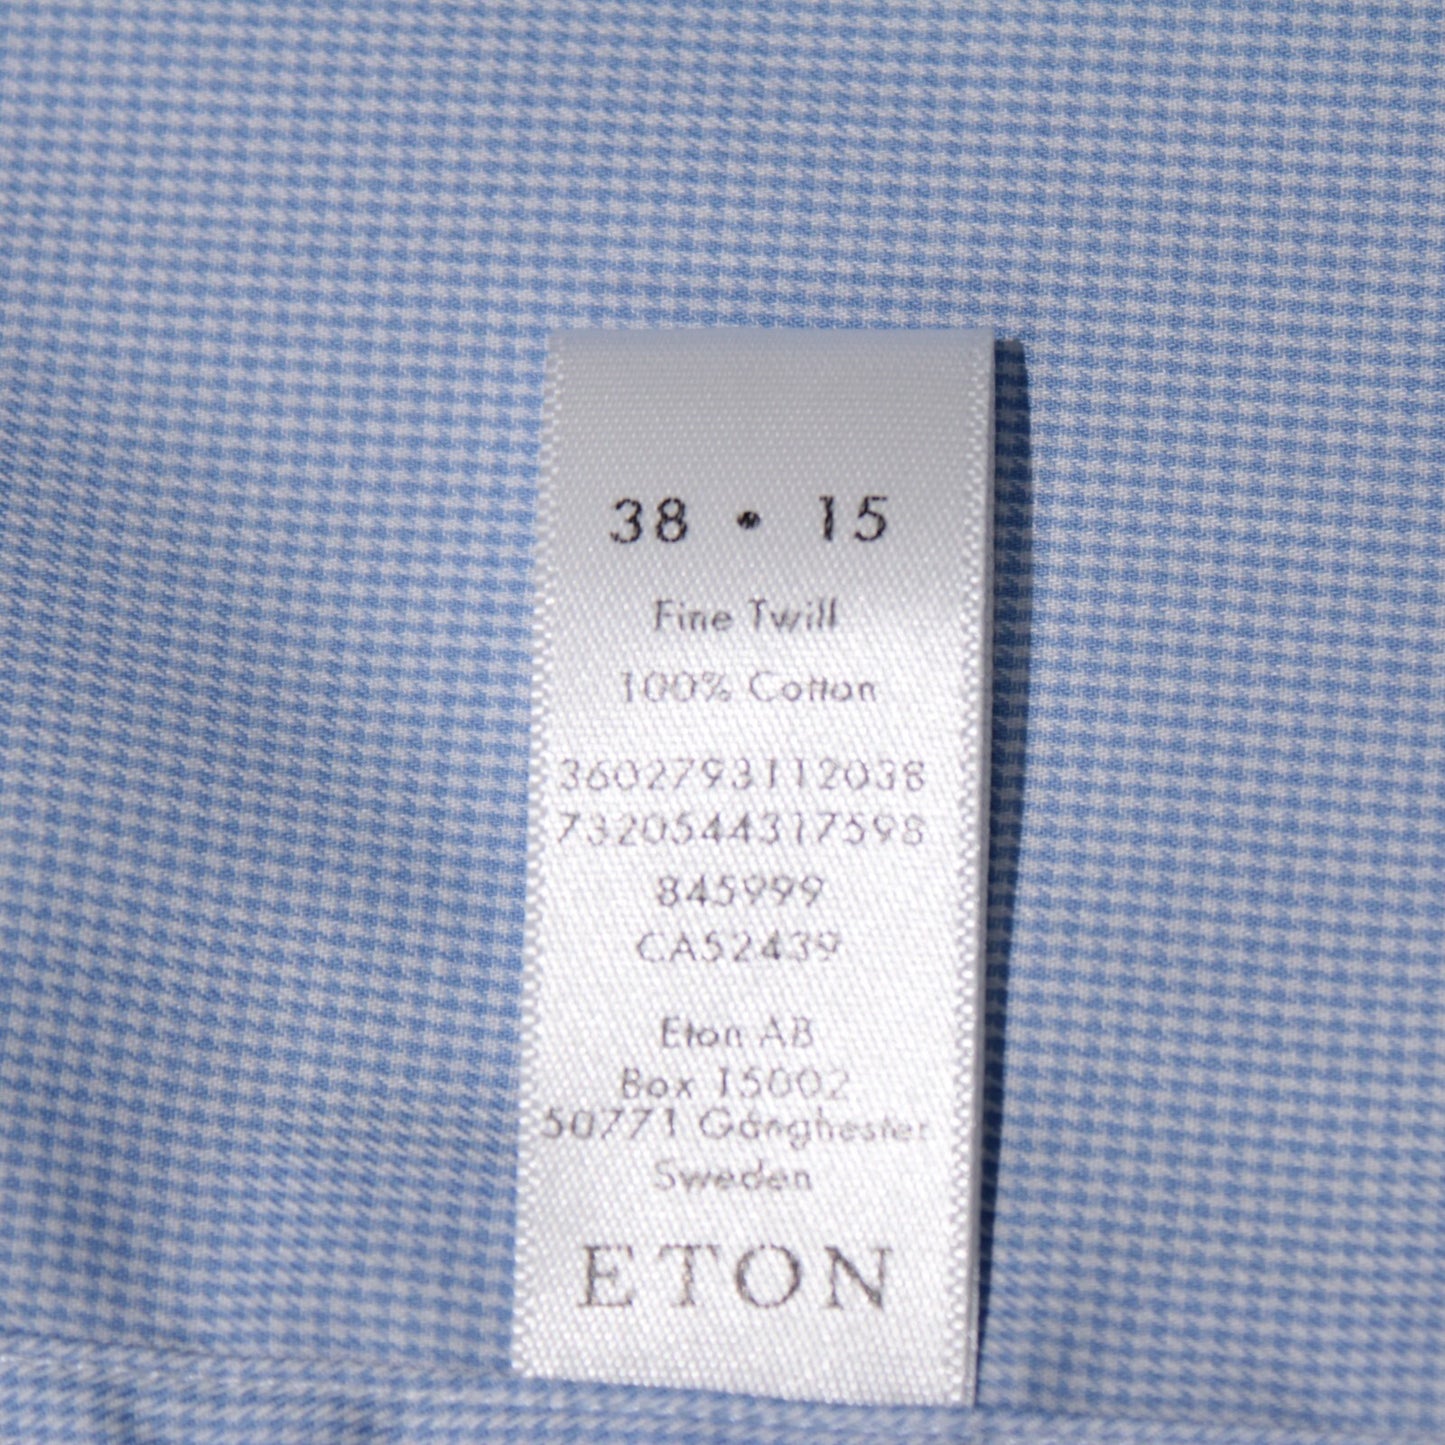 38 • 15
Fine Twill
100% Cotton
3602793112038
7320544317598
845999
CA52439
Eton AB
Box 15002
50771 Gånghester
Sweden
ETON